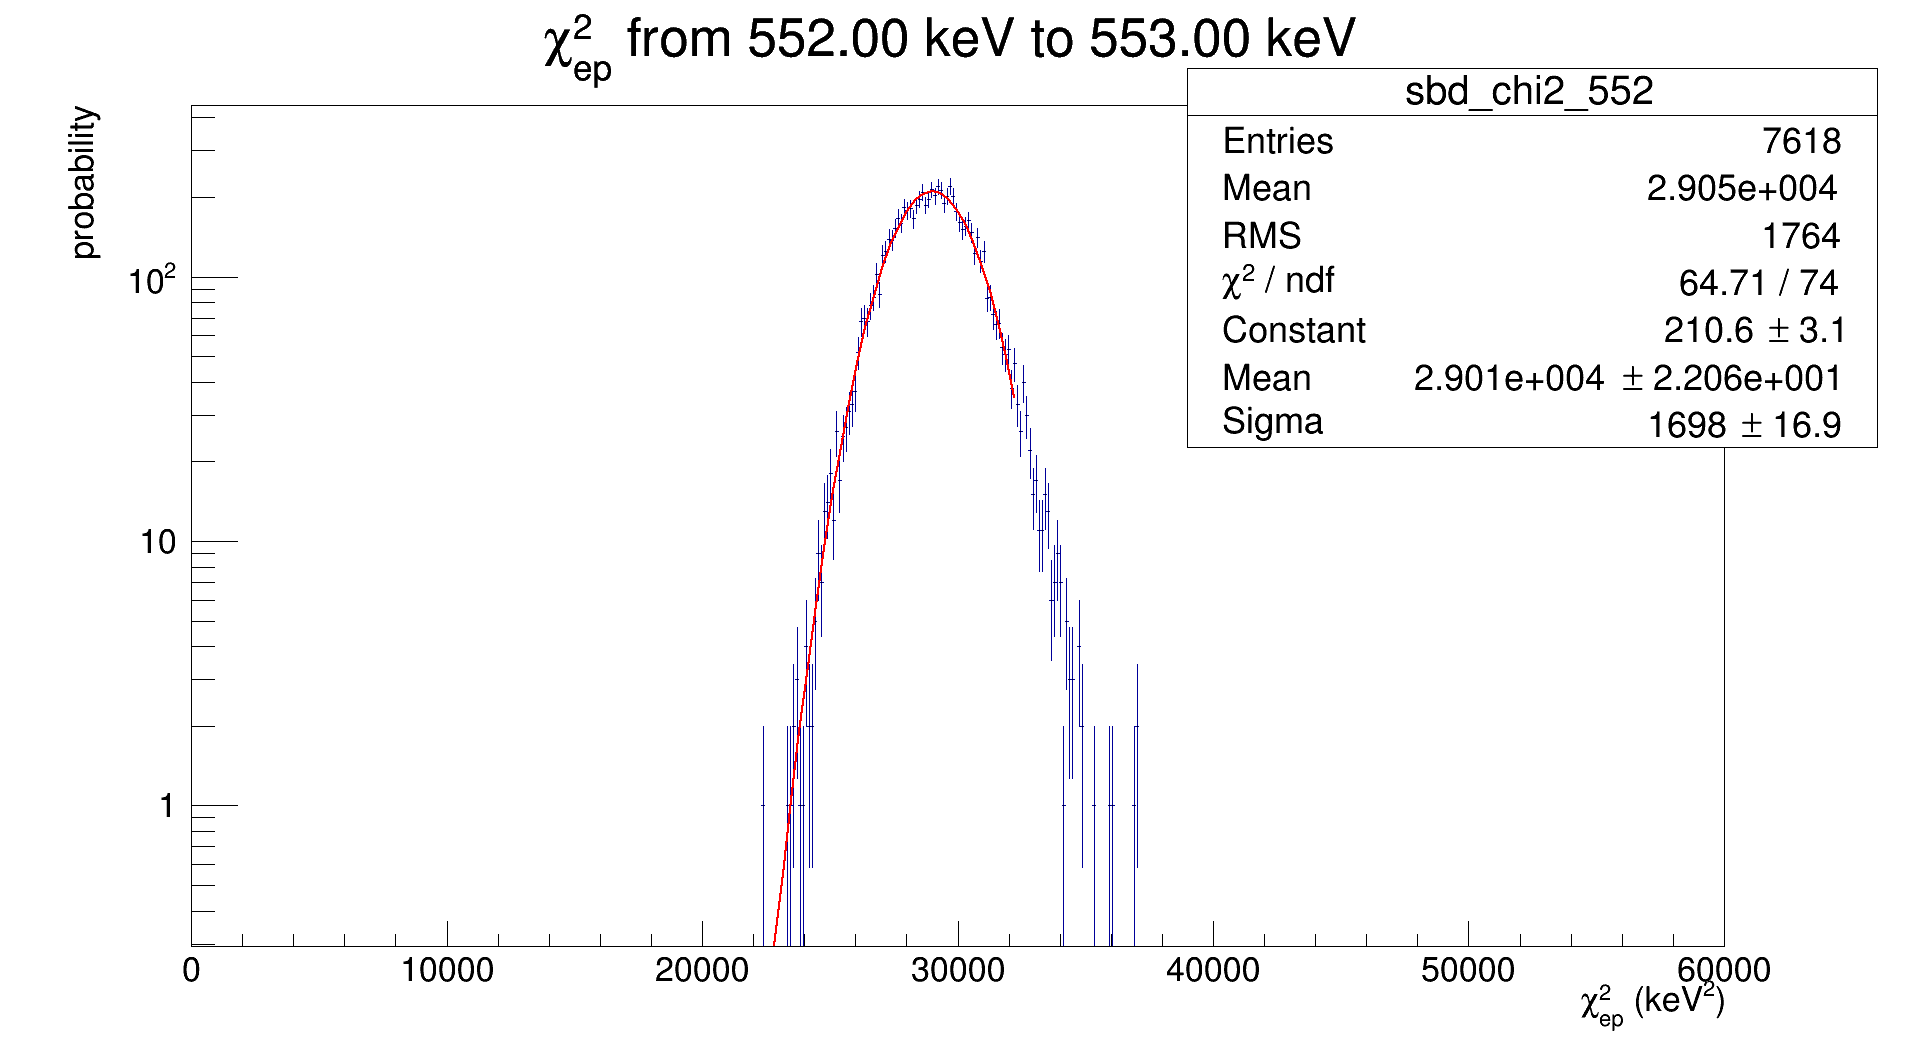 χ²ep from 552.00 keV to 553.00 keV
sbd_chi2_552
Entries 7618
Mean 2.905e+004
RMS 1764
χ² / ndf 64.71 / 74
Constant 210.6 ± 3.1
Mean 2.901e+004 ± 2.206e+001
Sigma 1698 ± 16.9
probability
10²
10
1
0 10000 20000 30000 40000 50000 60000
χ²ep (keV²)